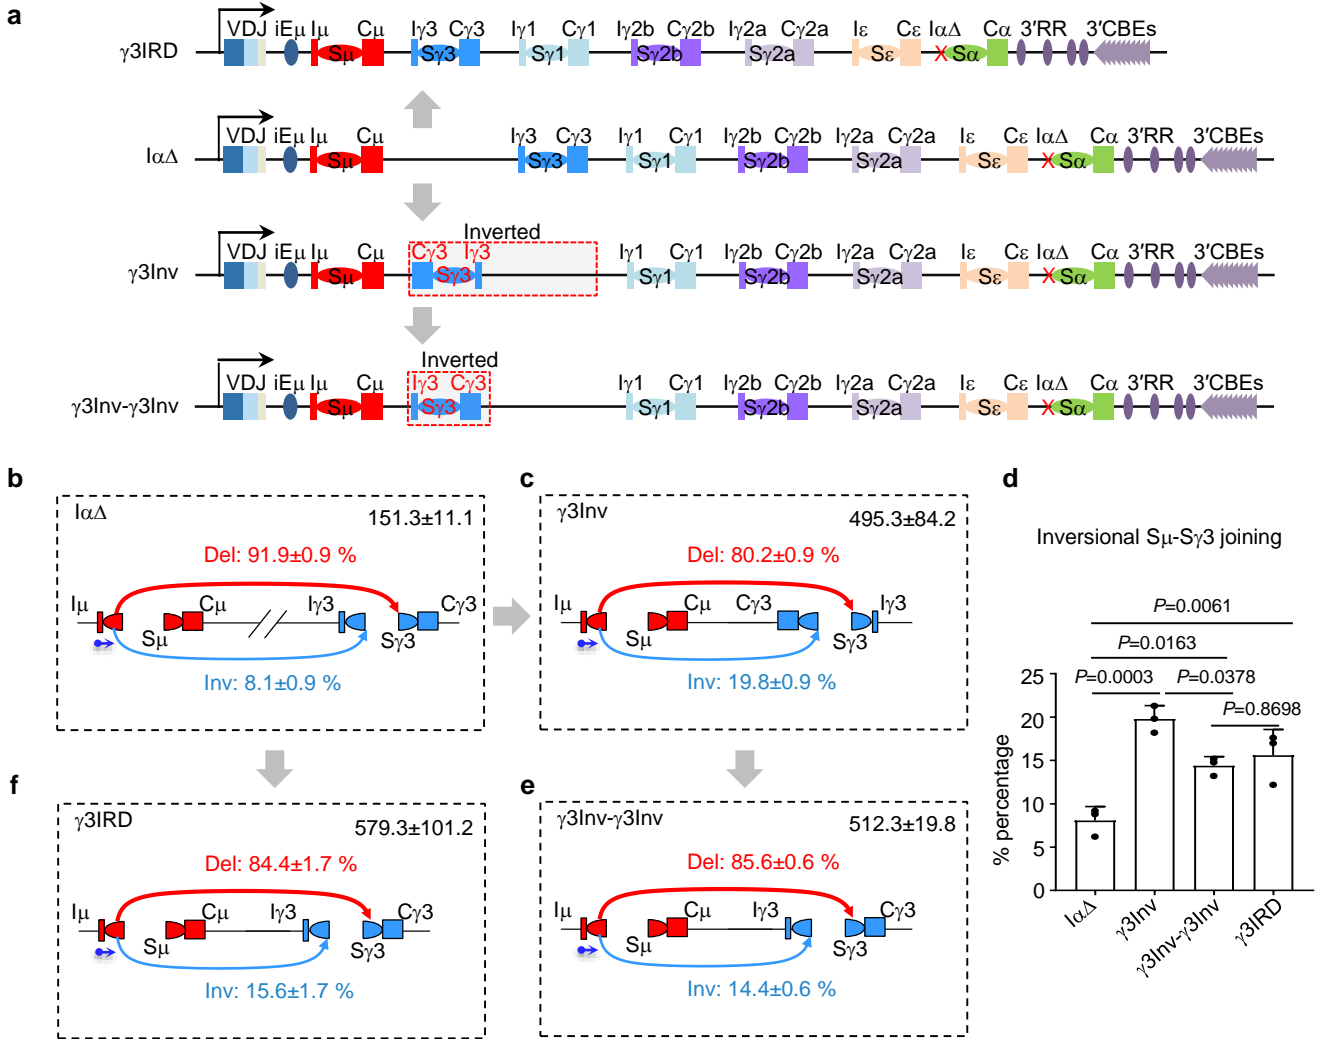 a
γ3IRD VDJ iEμ Iμ Cμ Iγ3 Cγ3 Iγ1 Cγ1 Iγ2b Cγ2b Iγ2a Cγ2a Iε Cε IαΔ Cα 3′RR 3′CBEs
Sμ Sγ3 Sγ1 Sγ2b Sγ2a Sε X Sα
IαΔ VDJ iEμ Iμ Cμ Iγ3 Cγ3 Iγ1 Cγ1 Iγ2b Cγ2b Iγ2a Cγ2a Iε Cε IαΔ Cα 3′RR 3′CBEs
Sμ Sγ3 Sγ1 Sγ2b Sγ2a Sε X Sα
Inverted
γ3Inv VDJ iEμ Iμ Cμ Cγ3 Iγ3 Iγ1 Cγ1 Iγ2b Cγ2b Iγ2a Cγ2a Iε Cε IαΔ Cα 3′RR 3′CBEs
Sμ Sγ3 Sγ1 Sγ2b Sγ2a Sε X Sα
Inverted
γ3Inv-γ3Inv VDJ iEμ Iμ Cμ Iγ3 Cγ3 Iγ1 Cγ1 Iγ2b Cγ2b Iγ2a Cγ2a Iε Cε IαΔ Cα 3′RR 3′CBEs
Sμ Sγ3 Sγ1 Sγ2b Sγ2a Sε X Sα
b
IαΔ 151.3±11.1
Del: 91.9±0.9 %
Iμ Cμ Iγ3 Cγ3
Sμ Sγ3
Inv: 8.1±0.9 %
c
γ3Inv 495.3±84.2
Del: 80.2±0.9 %
Iμ Cμ Cγ3 Iγ3
Sμ Sγ3
Inv: 19.8±0.9 %
d
Inversional Sμ-Sγ3 joining
P=0.0061
P=0.0163
P=0.0003 P=0.0378
P=0.8698
% percentage
25
20
15
10
5
0
IαΔ
γ3Inv
γ3Inv-γ3Inv
γ3IRD
f
γ3IRD 579.3±101.2
Del: 84.4±1.7 %
Iμ Cμ Iγ3 Cγ3
Sμ Sγ3
Inv: 15.6±1.7 %
e
γ3Inv-γ3Inv 512.3±19.8
Del: 85.6±0.6 %
Iμ Cμ Iγ3 Cγ3
Sμ Sγ3
Inv: 14.4±0.6 %